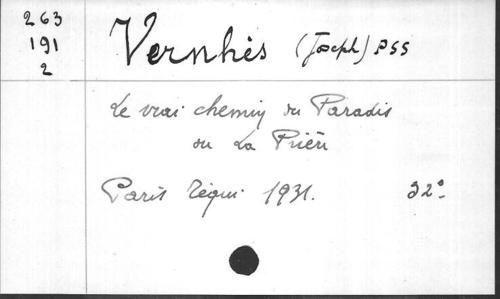 263
191
2
Vernhès (Joseph) PSS
Le vrai chemin du Paradis
ou La Prière
Paris Téqui 1931. 32°